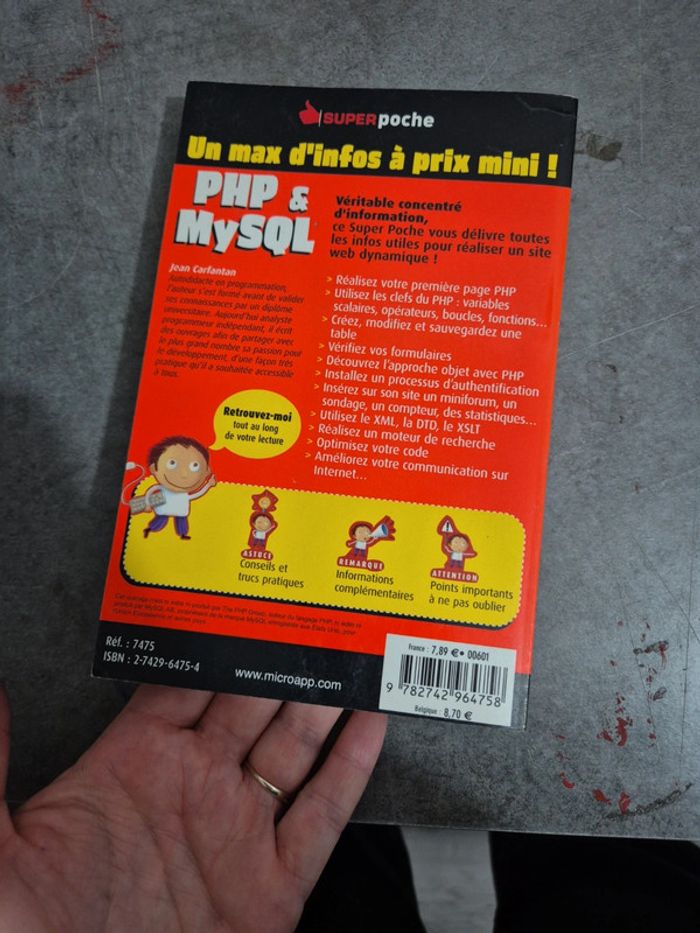 SUPERpoche
Un max d'infos à prix mini !
PHP &
MySQL
Jean Carfantan
Autodidacte en programmation,
l'auteur s'est formé avant de valider
ses connaissances par un diplôme
universitaire. Aujourd'hui analyste
programmeur indépendant, il écrit
des ouvrages afin de partager avec
le plus grand nombre sa passion pour
le développement, d'une façon très
pratique qu'il a souhaitée accessible
à tous.
Véritable concentré
d'information,
ce Super Poche vous délivre toutes
les infos utiles pour réaliser un site
web dynamique !
> Réalisez votre première page PHP
> Utilisez les clefs du PHP : variables
scalaires, opérateurs, boucles, fonctions...
> Créez, modifiez et sauvegardez une
table
> Vérifiez vos formulaires
> Découvrez l'approche objet avec PHP
> Installez un processus d'authentification
> Insérez sur son site un miniforum, un
sondage, un compteur, des statistiques...
> Utilisez le XML, la DTD, le XSLT
> Réalisez un moteur de recherche
> Optimisez votre code
> Améliorez votre communication sur
Internet...
Retrouvez-moi
tout au long
de votre lecture
ASTUCE
Conseils et
trucs pratiques
REMARQUE
Informations
complémentaires
ATTENTION
Points importants
à ne pas oublier
produit par MySQL AB,
Réf. : 7475
ISBN : 2-7429-6475-4
www.microapp.com
France : 7,89 €• 00601
9 782742 964758
Belgique : 8,70 €